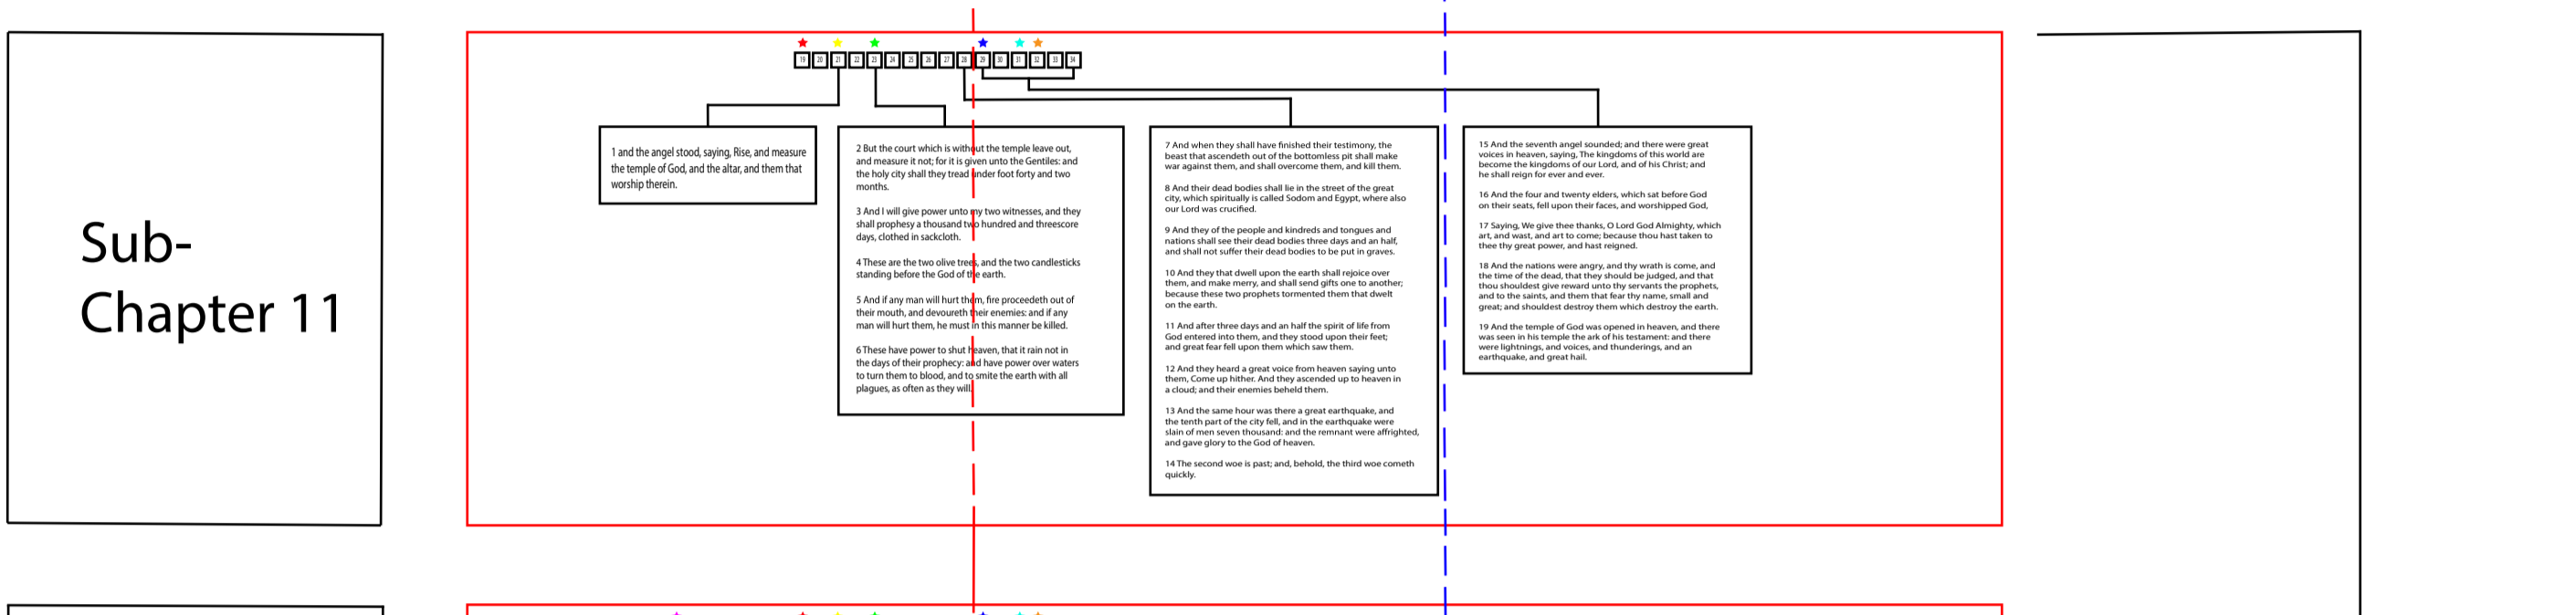 Sub-
Chapter 11
19 20 21 22 23 24 25 26 27 28 29 30 31 32 33 34
1 and the angel stood, saying, Rise, and measure
the temple of God, and the altar, and them that
worship therein.
2 But the court which is without the temple leave out,
and measure it not; for it is given unto the Gentiles: and
the holy city shall they tread under foot forty and two
months.
3 And I will give power unto my two witnesses, and they
shall prophesy a thousand two hundred and threescore
days, clothed in sackcloth.
4 These are the two olive trees, and the two candlesticks
standing before the God of the earth.
5 And if any man will hurt them, fire proceedeth out of
their mouth, and devoureth their enemies: and if any
man will hurt them, he must in this manner be killed.
6 These have power to shut heaven, that it rain not in
the days of their prophecy: and have power over waters
to turn them to blood, and to smite the earth with all
plagues, as often as they will.
7 And when they shall have finished their testimony, the
beast that ascendeth out of the bottomless pit shall make
war against them, and shall overcome them, and kill them.
8 And their dead bodies shall lie in the street of the great
city, which spiritually is called Sodom and Egypt, where also
our Lord was crucified.
9 And they of the people and kindreds and tongues and
nations shall see their dead bodies three days and an half,
and shall not suffer their dead bodies to be put in graves.
10 And they that dwell upon the earth shall rejoice over
them, and make merry, and shall send gifts one to another;
because these two prophets tormented them that dwelt
on the earth.
11 And after three days and an half the spirit of life from
God entered into them, and they stood upon their feet;
and great fear fell upon them which saw them.
12 And they heard a great voice from heaven saying unto
them, Come up hither. And they ascended up to heaven in
a cloud; and their enemies beheld them.
13 And the same hour was there a great earthquake, and
the tenth part of the city fell, and in the earthquake were
slain of men seven thousand: and the remnant were affrighted,
and gave glory to the God of heaven.
14 The second woe is past; and, behold, the third woe cometh
quickly.
15 And the seventh angel sounded; and there were great
voices in heaven, saying, The kingdoms of this world are
become the kingdoms of our Lord, and of his Christ; and
he shall reign for ever and ever.
16 And the four and twenty elders, which sat before God
on their seats, fell upon their faces, and worshipped God,
17 Saying, We give thee thanks, O Lord God Almighty, which
art, and wast, and art to come; because thou hast taken to
thee thy great power, and hast reigned.
18 And the nations were angry, and thy wrath is come, and
the time of the dead, that they should be judged, and that
thou shouldest give reward unto thy servants the prophets,
and to the saints, and them that fear thy name, small and
great; and shouldest destroy them which destroy the earth.
19 And the temple of God was opened in heaven, and there
was seen in his temple the ark of his testament: and there
were lightnings, and voices, and thunderings, and an
earthquake, and great hail.